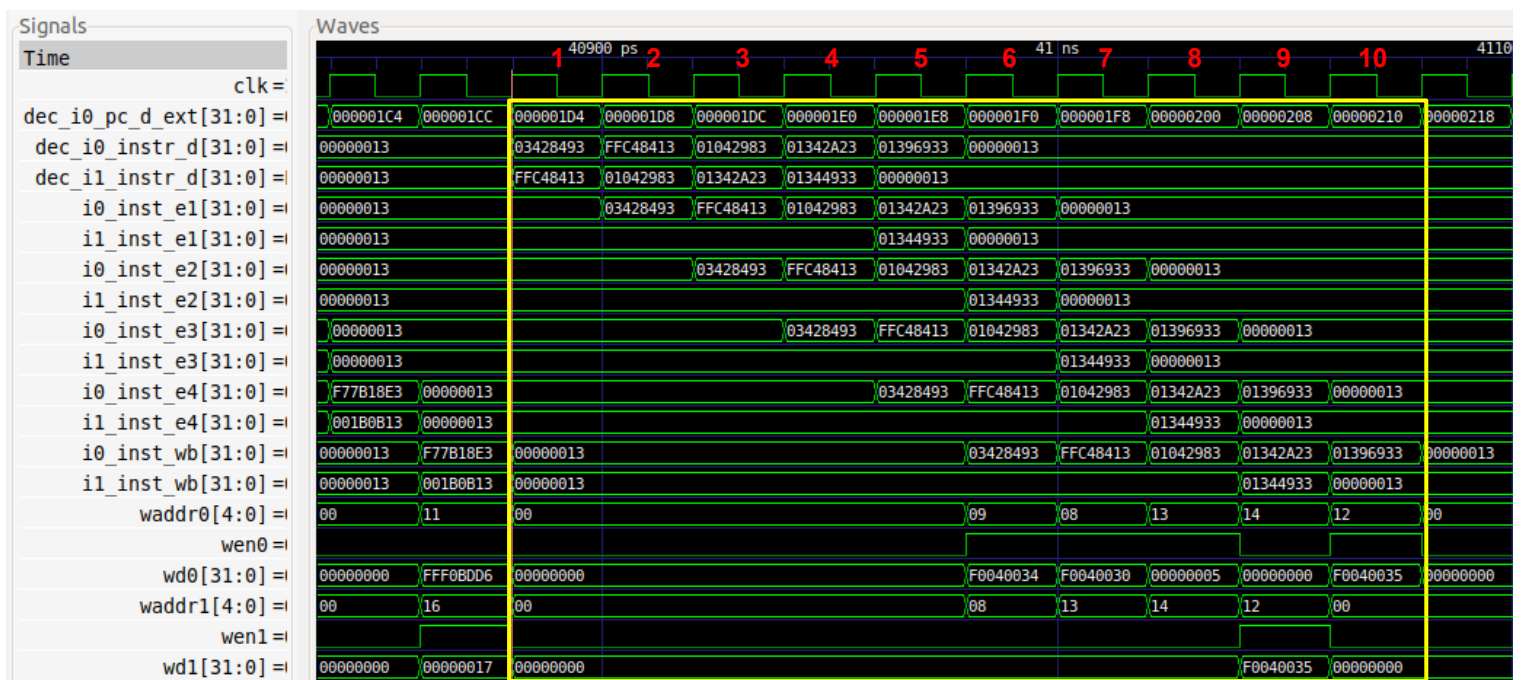 Signals Waves
Time 40900 ps 41 ns 4110
1 2 3 4 5 6 7 8 9 10
clk=
dec_i0_pc_d_ext[31:0] = 000001C4 000001CC 000001D4 000001D8 000001DC 000001E0 000001E8 000001F0 000001F8 00000200 00000208 00000210 00000218
dec_i0_instr_d[31:0] = 00000013 03428493 FFC48413 01042983 01342A23 01396933 00000013
dec_i1_instr_d[31:0] = 00000013 FFC48413 01042983 01342A23 01344933 00000013
i0_inst_e1[31:0] = 00000013 03428493 FFC48413 01042983 01342A23 01396933 00000013
i1_inst_e1[31:0] = 00000013 01344933 00000013
i0_inst_e2[31:0] = 00000013 03428493 FFC48413 01042983 01342A23 01396933 00000013
i1_inst_e2[31:0] = 00000013 01344933 00000013
i0_inst_e3[31:0] = 00000013 03428493 FFC48413 01042983 01342A23 01396933 00000013
i1_inst_e3[31:0] = 00000013 01344933 00000013
i0_inst_e4[31:0] = F77B18E3 00000013 03428493 FFC48413 01042983 01342A23 01396933 00000013
i1_inst_e4[31:0] = 001B0B13 00000013 01344933 00000013
i0_inst_wb[31:0] = 00000013 F77B18E3 00000013 03428493 FFC48413 01042983 01342A23 01396933 00000013
i1_inst_wb[31:0] = 00000013 001B0B13 00000013 01344933 00000013
waddr0[4:0] = 00 11 00 09 08 13 14 12 00
wen0=
wd0[31:0] = 00000000 FFF0BDD6 00000000 F0040034 F0040030 00000005 00000000 F0040035 00000000
waddr1[4:0] = 00 16 00 08 13 14 12 00
wen1=
wd1[31:0] = 00000000 00000017 00000000 F0040035 00000000